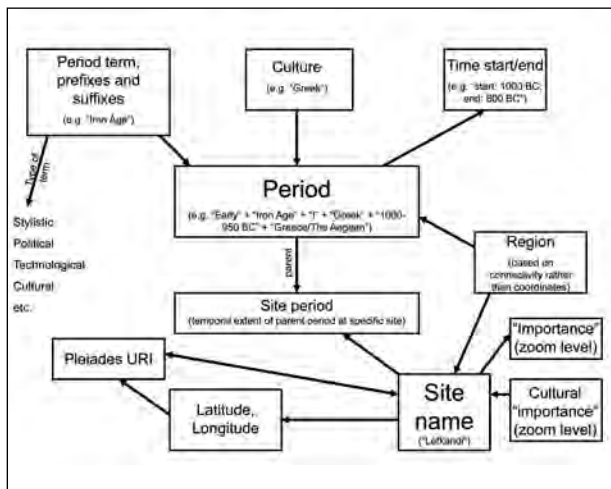 Period term,
prefixes and
suffixes
(e.g. "Iron Age")
Culture
(e.g. "Greek")
Time start/end
(e.g. "start: 1000 BC;
end: 800 BC")
Type of
term
Stylistic
Political
Technological
Cultural
etc.
Period
(e.g. "Early" + "Iron Age" + "I" + "Greek" + "1000-
950 BC" + "Greece/The Aegean")
parent
Region
(based on
connectivity rather
than coordinates)
Site period
(temporal extent of parent period at specific site)
"Importance"
(zoom level)
Pleiades URI
Latitude,
Longitude
Site
name
("Lefkandi")
Cultural
"importance"
(zoom level)